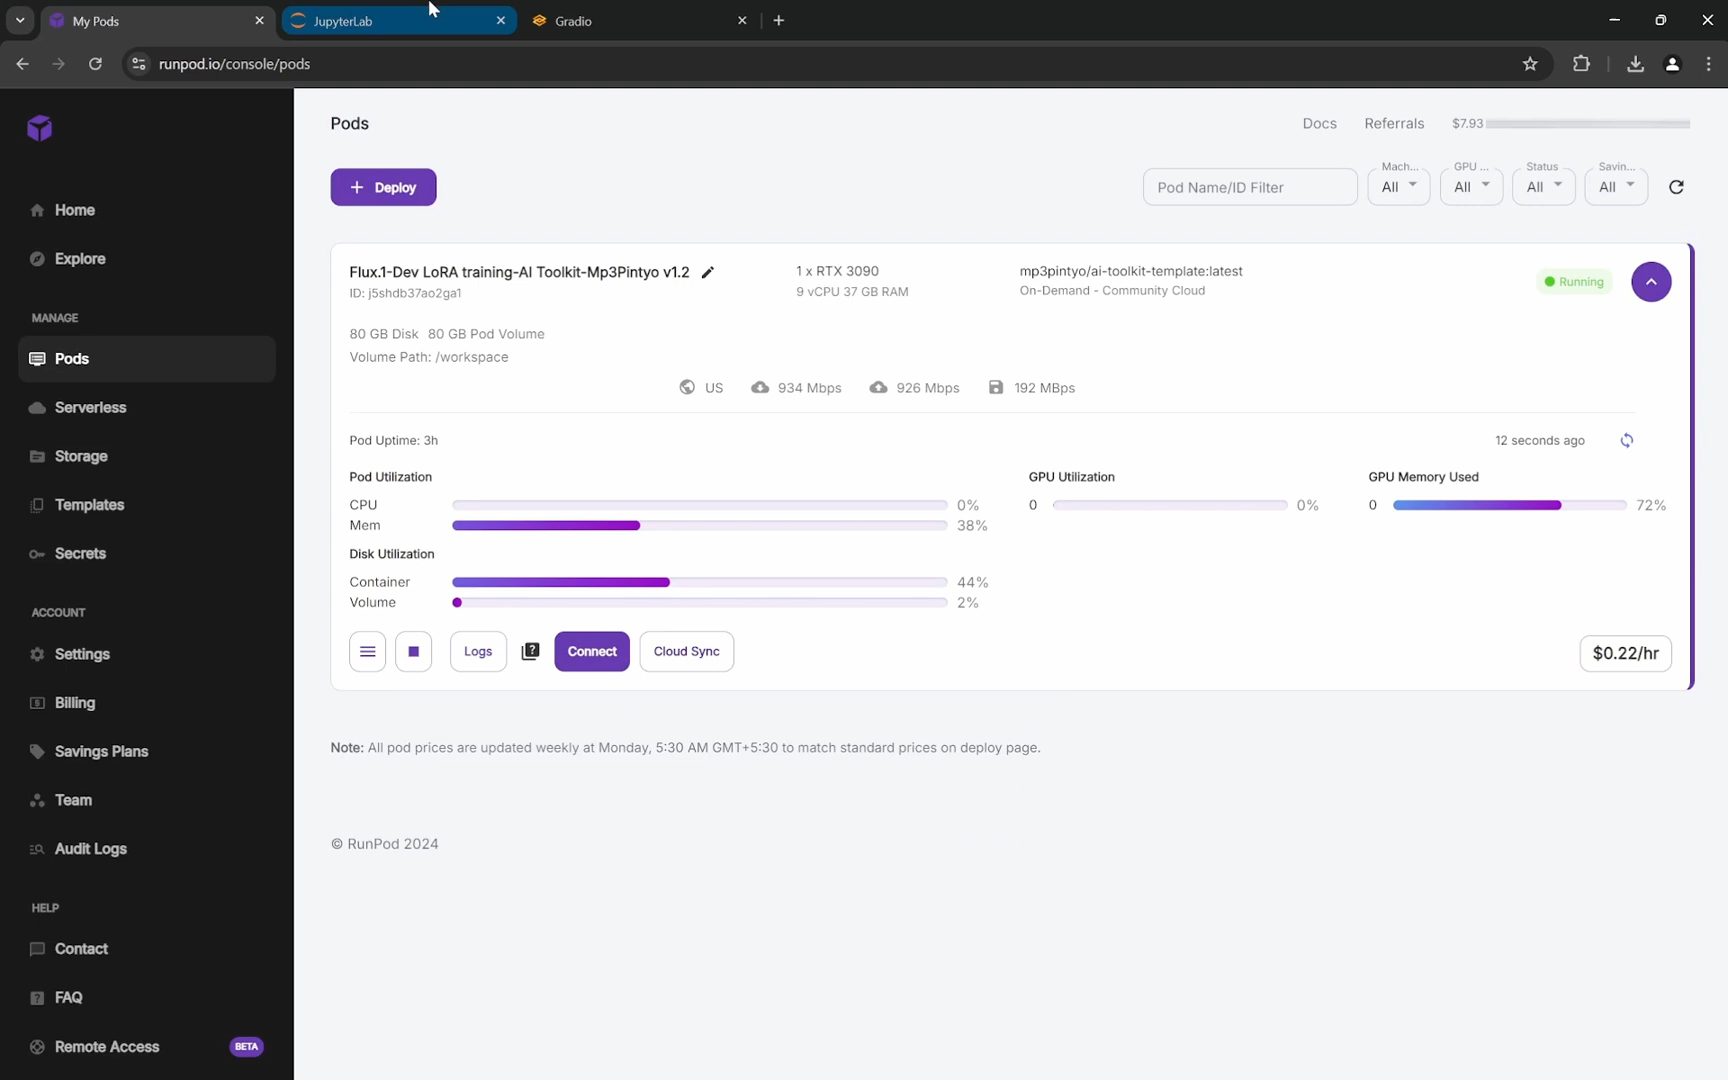 My Pods
JupyterLab
Gradio
runpod.io/console/pods
Home
Explore
MANAGE
Pods
Serverless
Storage
Templates
Secrets
ACCOUNT
Settings
Billing
Savings Plans
Team
Audit Logs
HELP
Contact
FAQ
Remote Access BETA
Pods
Docs Referrals $7.93
+ Deploy
Pod Name/ID Filter
Mach... All
GPU ... All
Status All
Savin... All
Flux.1-Dev LoRA training-AI Toolkit-Mp3Pintyo v1.2
ID: j5shdb37ao2ga1
1 x RTX 3090
9 vCPU 37 GB RAM
mp3pintyo/ai-toolkit-template:latest
On-Demand - Community Cloud
Running
80 GB Disk 80 GB Pod Volume
Volume Path: /workspace
US 934 Mbps 926 Mbps 192 MBps
Pod Uptime: 3h
12 seconds ago
Pod Utilization
CPU 0%
Mem 38%
Disk Utilization
Container 44%
Volume 2%
GPU Utilization
0 0%
GPU Memory Used
0 72%
Logs
Connect
Cloud Sync
$0.22/hr
Note: All pod prices are updated weekly at Monday, 5:30 AM GMT+5:30 to match standard prices on deploy page.
© RunPod 2024